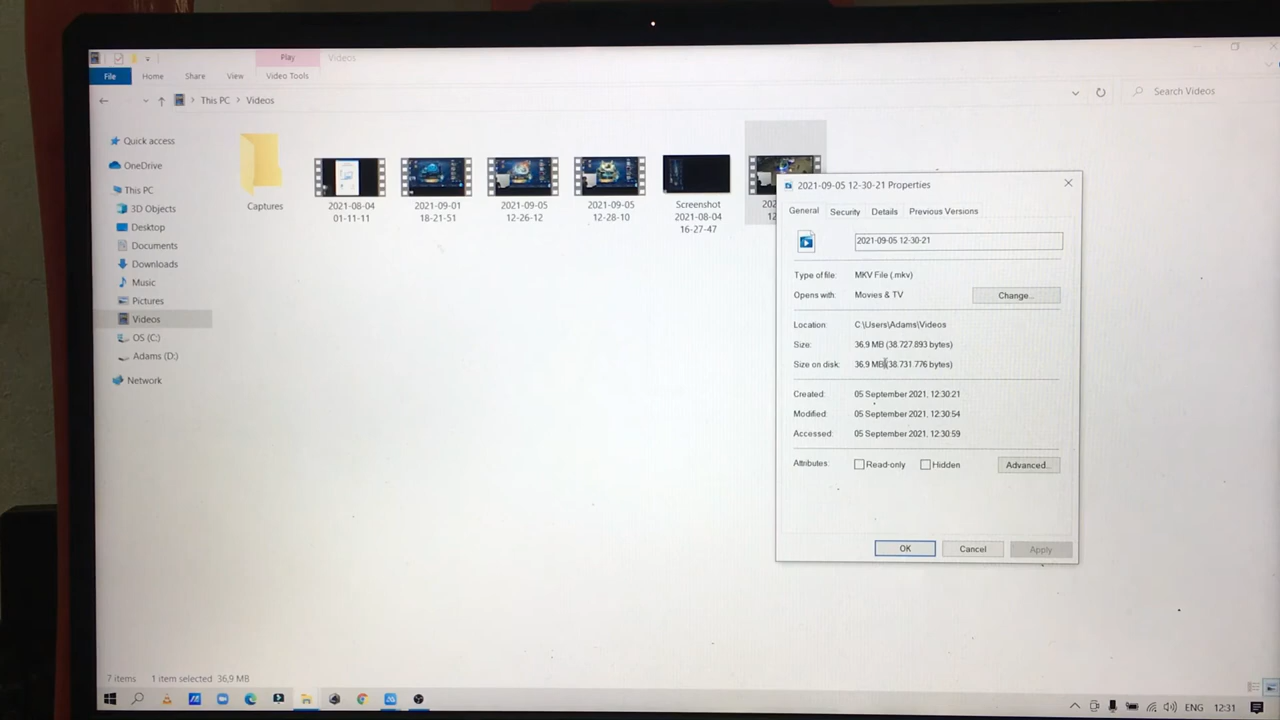 Play
Videos
File
Home
Share
View
Video Tools
This PC
Videos
Search Videos
Quick access
OneDrive
This PC
3D Objects
Desktop
Documents
Downloads
Music
Pictures
Videos
OS (C:)
Adams (D:)
Network
Captures
2021-08-04
01-11-11
2021-09-01
18-21-51
2021-09-05
12-26-12
2021-09-05
12-28-10
Screenshot
2021-08-04
16-27-47
2021-09-05 12-30-21 Properties
General
Security
Details
Previous Versions
2021-09-05 12-30-21
Type of file:
MKV File (.mkv)
Opens with:
Movies & TV
Change...
Location:
C:\Users\Adams\Videos
Size:
36.9 MB (38.727.893 bytes)
Size on disk:
36.9 MB (38.731.776 bytes)
Created:
05 September 2021, 12:30:21
Modified:
05 September 2021, 12:30:54
Accessed:
05 September 2021, 12:30:59
Attributes:
Read-only
Hidden
Advanced...
OK
Cancel
Apply
7 items
1 item selected 36,9 MB
ENG
12:31